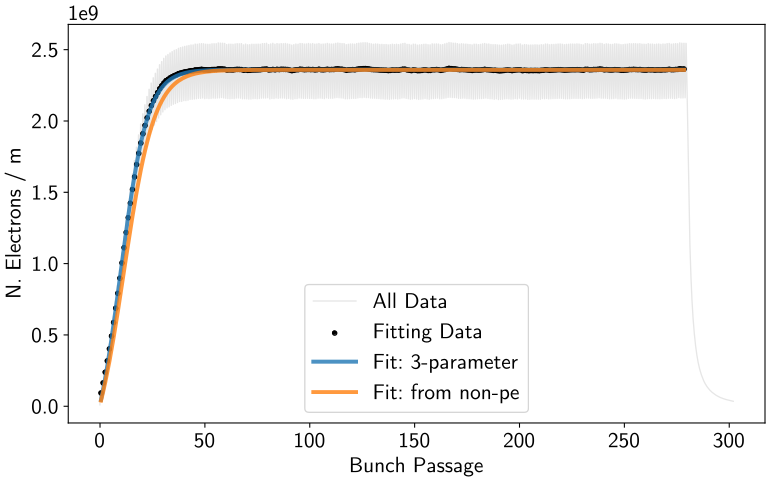 1e9
2.5
2.0
1.5
1.0
0.5
0.0
N. Electrons / m
All Data
Fitting Data
Fit: 3-parameter
Fit: from non-pe
0 50 100 150 200 250 300
Bunch Passage